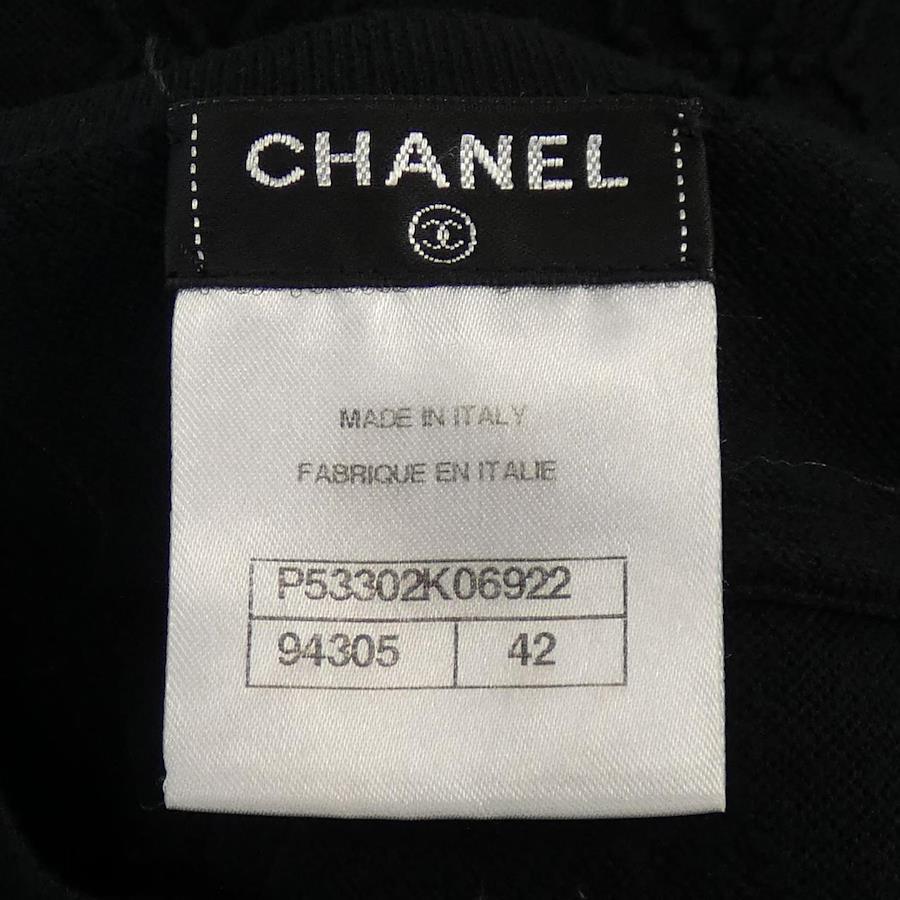 CHANEL
MADE IN ITALY
FABRIQUE EN ITALIE
P53302K06922
94305 42